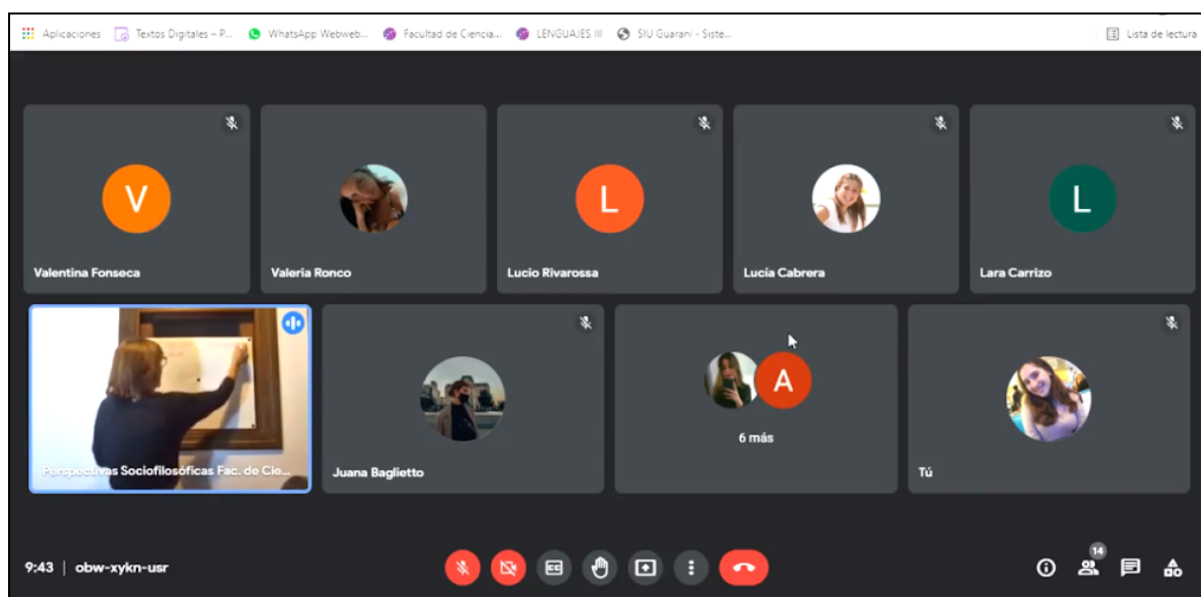 Aplicaciones Textos Digitales – P... WhatsApp Webweb... Facultad de Ciencia... LENGUAJES III SIU Guaraní - Siste... Lista de lectura
V L L
Valentina Fonseca Valeria Ronco Lucio Rivarossa Lucía Cabrera Lara Carrizo
A
6 más
Perspectivas Sociofilosóficas Fac. de Cie... Juana Baglietto Tú
9:43 | obw-xykn-usr CC 14